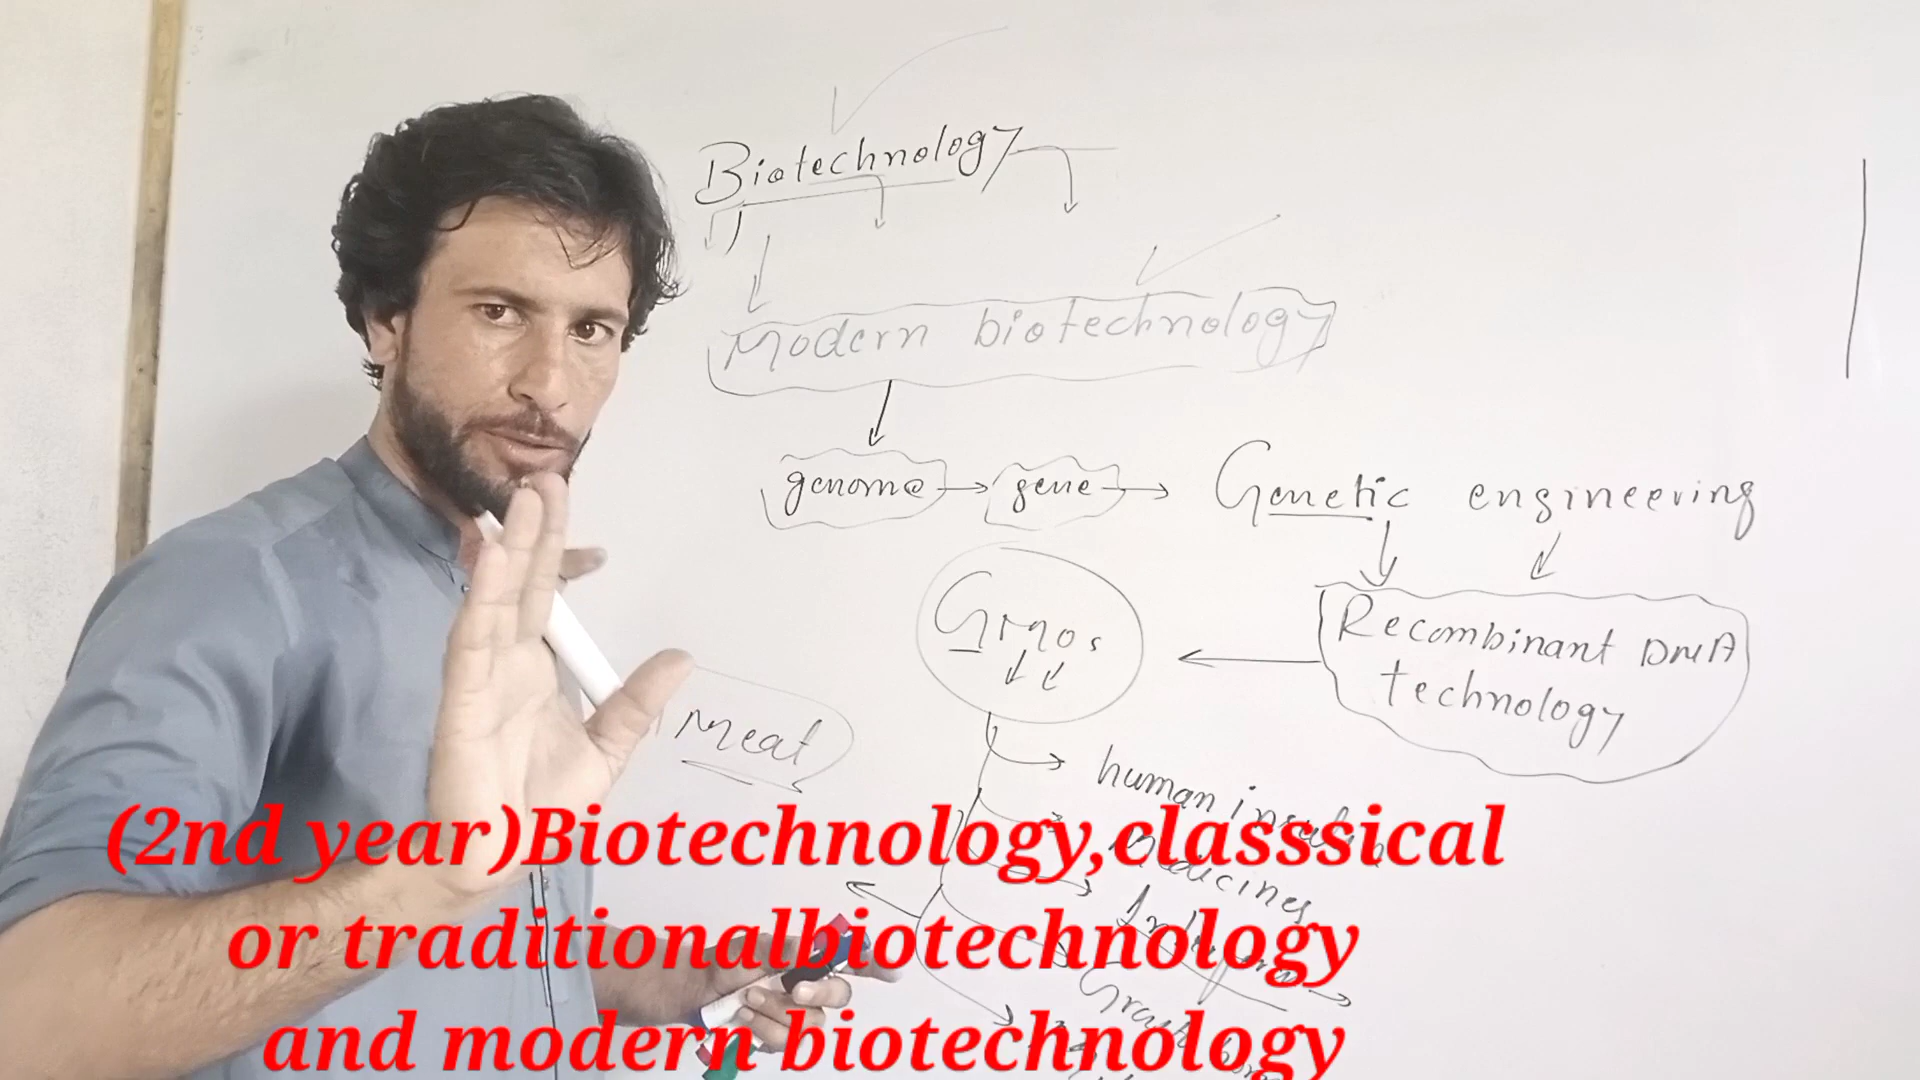 Biotechnology
Modern biotechnology
genome gene Genetic engineering
Gmos
Recombinant DNA
technology
Meat
human insulin
Medicines
(2nd year)Biotechnology,classsical
or traditionalbiotechnology
and modern biotechnology